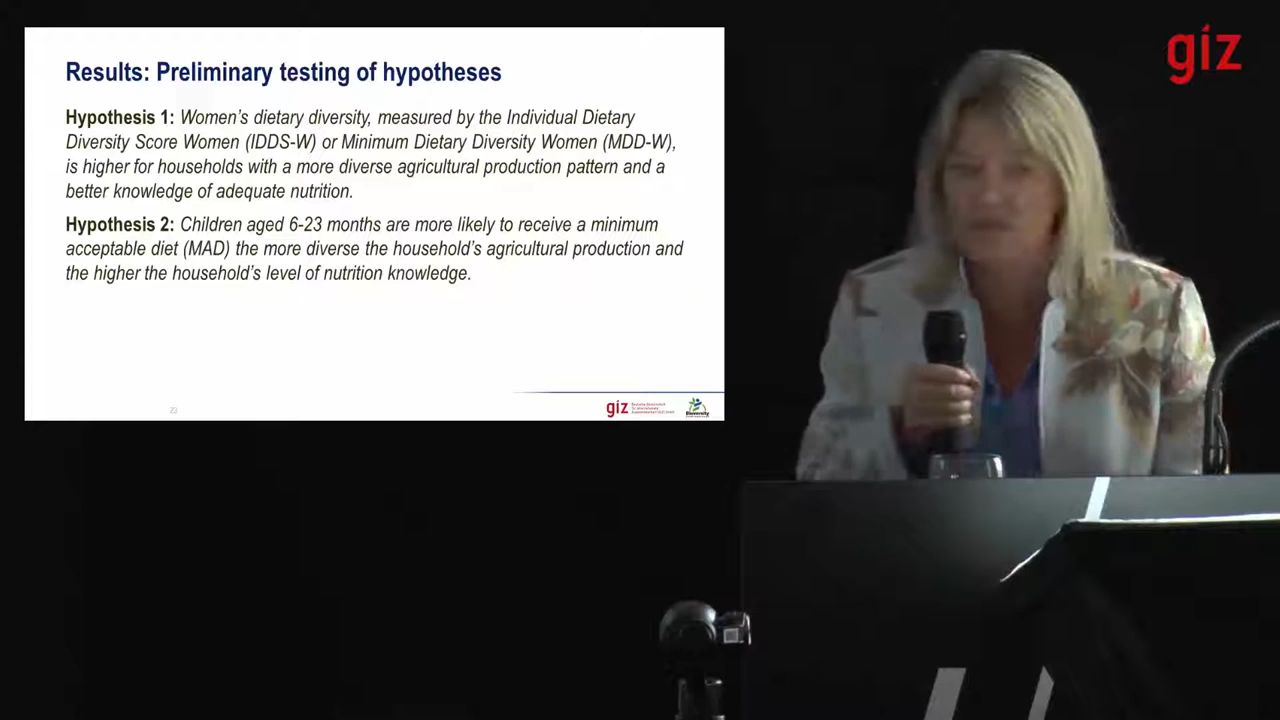 Results: Preliminary testing of hypotheses
Hypothesis 1: Women's dietary diversity, measured by the Individual Dietary
Diversity Score Women (IDDS-W) or Minimum Dietary Diversity Women (MDD-W),
is higher for households with a more diverse agricultural production pattern and a
better knowledge of adequate nutrition.
Hypothesis 2: Children aged 6-23 months are more likely to receive a minimum
acceptable diet (MAD) the more diverse the household's agricultural production and
the higher the household's level of nutrition knowledge.
giz
Bioversity
giz